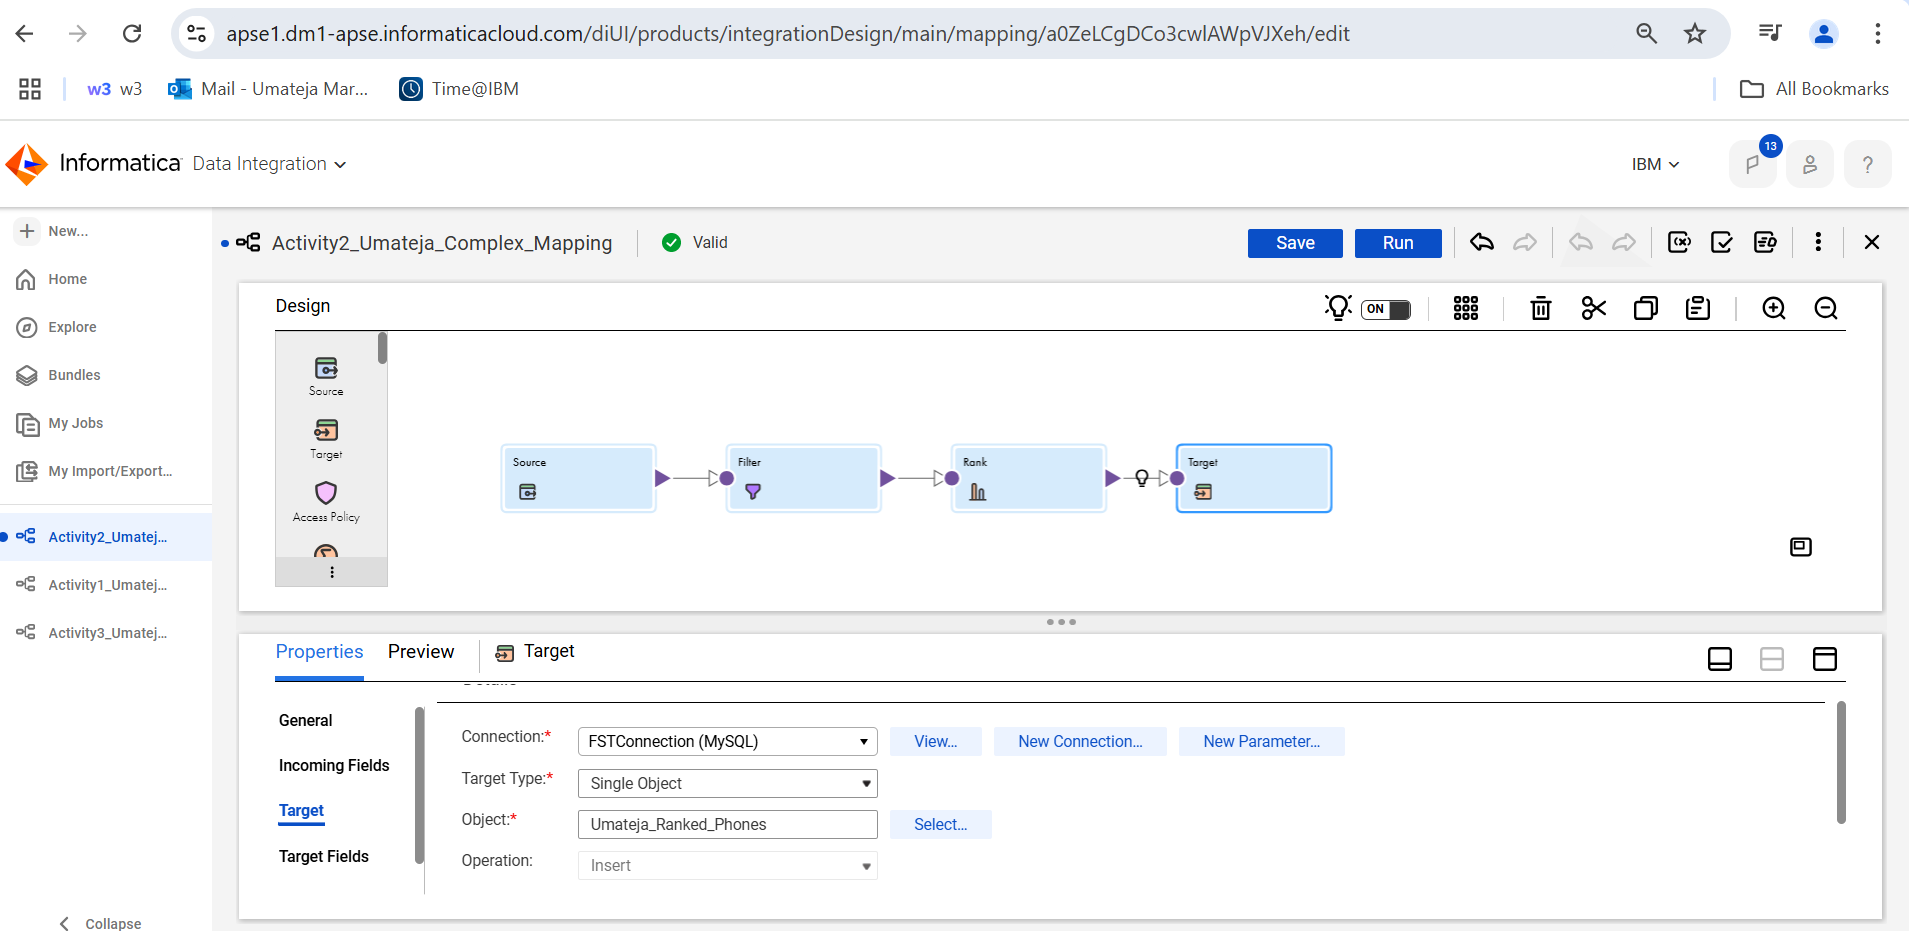 apse1.dm1-apse.informaticacloud.com/diUI/products/integrationDesign/main/mapping/a0ZeLCgDCo3cwlAWpVJXeh/edit
w3 w3 Mail - Umateja Mar... Time@IBM All Bookmarks
Informatica Data Integration IBM 13 ?
New...
Home
Explore
Bundles
My Jobs
My Import/Export...
Activity2_Umatej...
Activity1_Umatej...
Activity3_Umatej...
Collapse
Activity2_Umateja_Complex_Mapping Valid Save Run
Design ON
Source
Target
Access Policy
Source Filter Rank Target
Properties Preview Target
General
Incoming Fields
Target
Target Fields
Details
Connection:* FSTConnection (MySQL) View... New Connection... New Parameter...
Target Type:* Single Object
Object:* Umateja_Ranked_Phones Select...
Operation: Insert